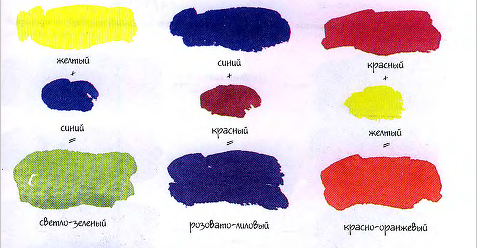 желтый
+
синий
=
светло-зеленый
синий
+
красный
=
розовато-лиловый
красный
+
желтый
=
красно-оранжевый